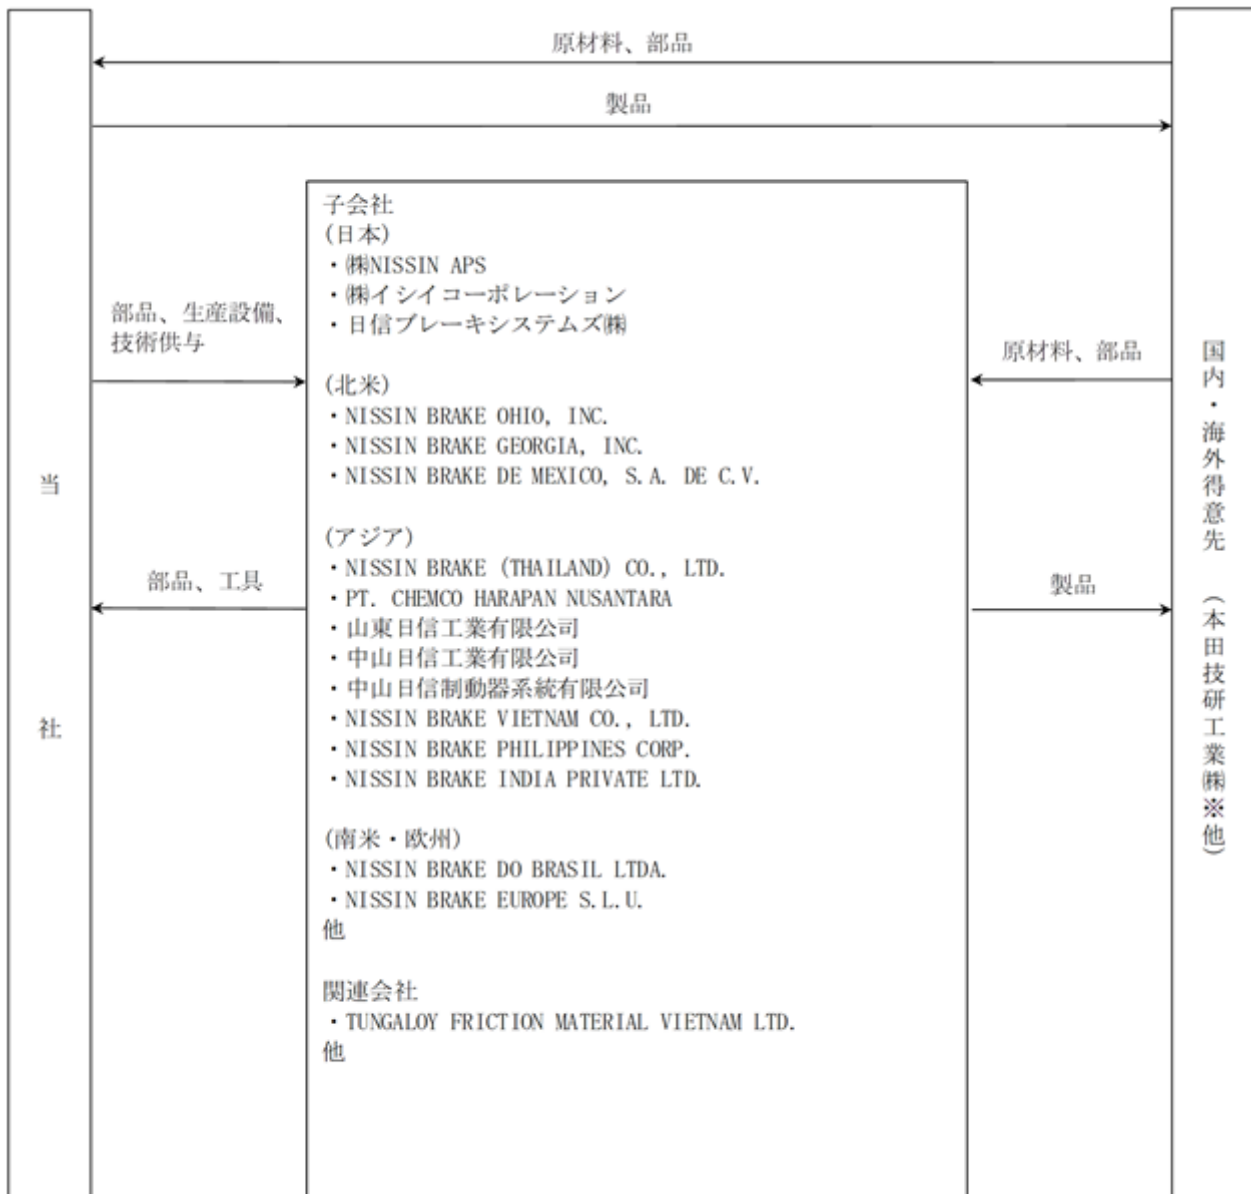 原材料、部品
製品
子会社
(日本)
・㈱NISSIN APS
・㈱イシイコーポレーション
・日信ブレーキシステムズ㈱
部品、生産設備、
技術供与
原材料、部品
(北米)
・NISSIN BRAKE OHIO, INC.
・NISSIN BRAKE GEORGIA, INC.
・NISSIN BRAKE DE MEXICO, S.A. DE C.V.
当社
(アジア)
・NISSIN BRAKE (THAILAND) CO., LTD.
・PT. CHEMCO HARAPAN NUSANTARA
・山東日信工業有限公司
・中山日信工業有限公司
・中山日信制動器系統有限公司
・NISSIN BRAKE VIETNAM CO., LTD.
・NISSIN BRAKE PHILIPPINES CORP.
・NISSIN BRAKE INDIA PRIVATE LTD.
部品、工具
製品
国内・海外得意先 (本田技研工業㈱※他)
(南米・欧州)
・NISSIN BRAKE DO BRASIL LTDA.
・NISSIN BRAKE EUROPE S.L.U.
他
関連会社
・TUNGALOY FRICTION MATERIAL VIETNAM LTD.
他